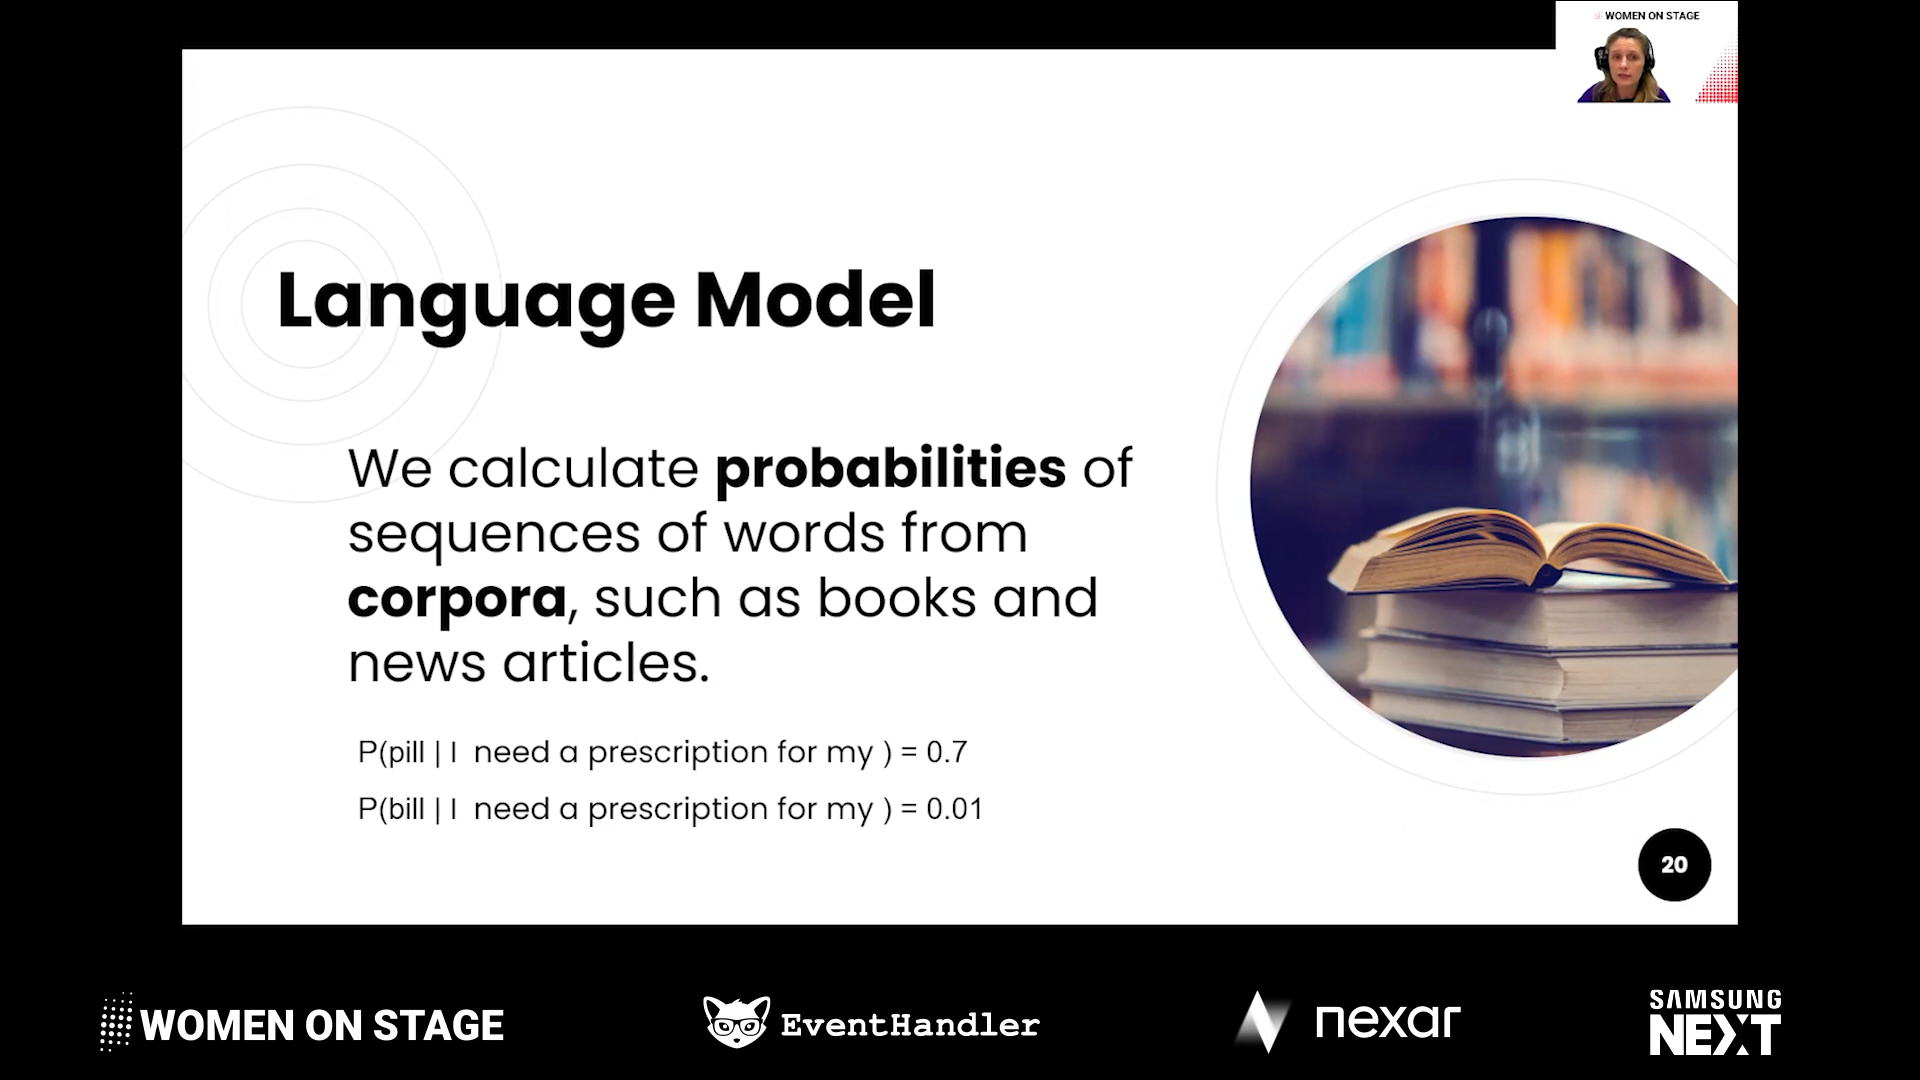 WOMEN ON STAGE
Language Model
We calculate probabilities of
sequences of words from
corpora, such as books and
news articles.
P(pill | I  need a prescription for my ) = 0.7
P(bill | I  need a prescription for my ) = 0.01
20
WOMEN ON STAGE
EventHandler
nexar
SAMSUNG
NEXT